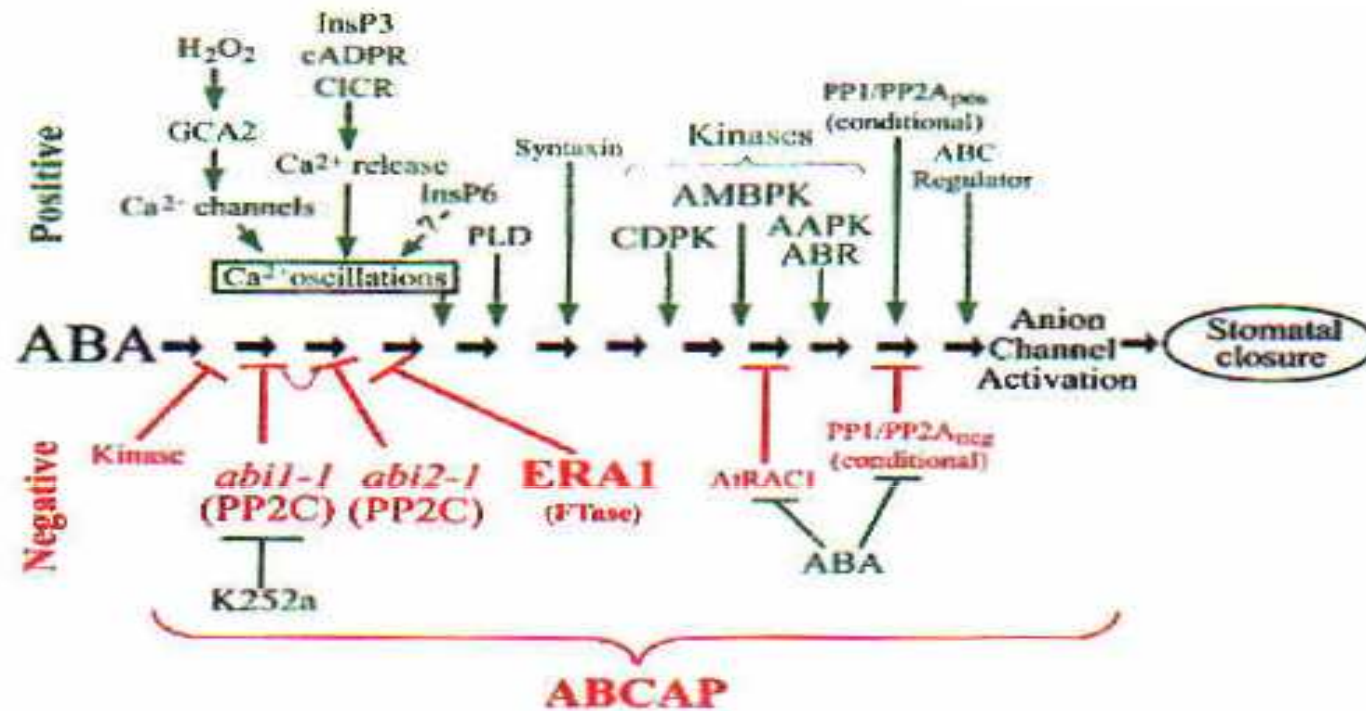 H₂O₂
GCA2
Ca²⁺ channels
InsP3
cADPR
CICR
Ca²⁺ release
InsP6
?
Ca²⁺ oscillations
PLD
Syntaxin
Kinases
CDPK
AMBPK
AAPK
ABR
PP1/PP2Apos
(conditional)
ABC
Regulator
Positive
ABA
Anion
Channel
Activation
Stomatal
closure
Negative
Kinase
abi1-1
(PP2C)
abi2-1
(PP2C)
ERA1
(FTase)
AtRAC1
PP1/PP2Aneg
(conditional)
K252a
ABA
ABCAP